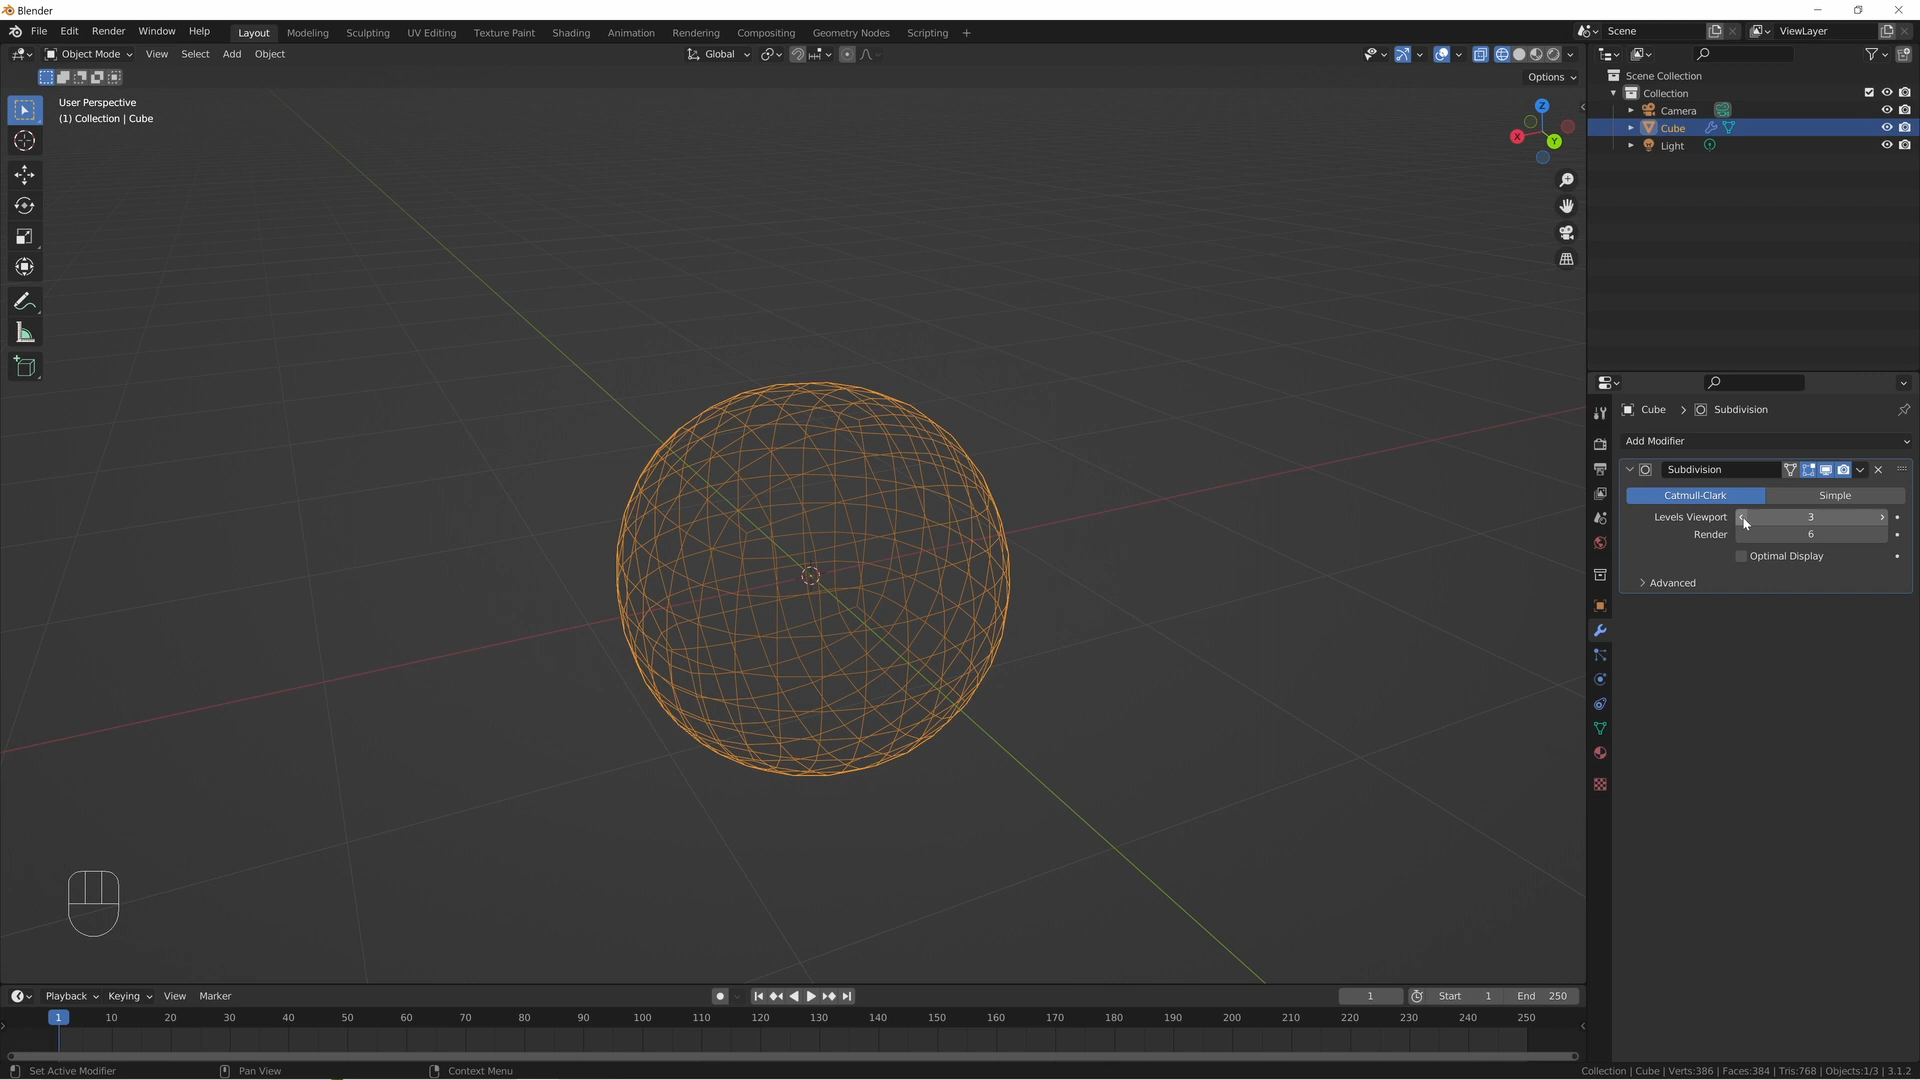 Blender
File Edit Render Window Help Layout Modeling Sculpting UV Editing Texture Paint Shading Animation Rendering Compositing Geometry Nodes Scripting + Scene ViewLayer
Object Mode View Select Add Object Global
Options
User Perspective
(1) Collection | Cube
Z
X
Y
Scene Collection
Collection
Camera
Cube
Light
Cube > Subdivision
Add Modifier
Subdivision
Catmull-Clark Simple
Levels Viewport 3
Render 6
Optimal Display
Advanced
Playback Keying View Marker 1 Start 1 End 250
1 10 20 30 40 50 60 70 80 90 100 110 120 130 140 150 160 170 180 190 200 210 220 230 240 250
Set Active Modifier Pan View Context Menu Collection | Cube | Verts:386 | Faces:384 | Tris:768 | Objects:1/3 | 3.1.2